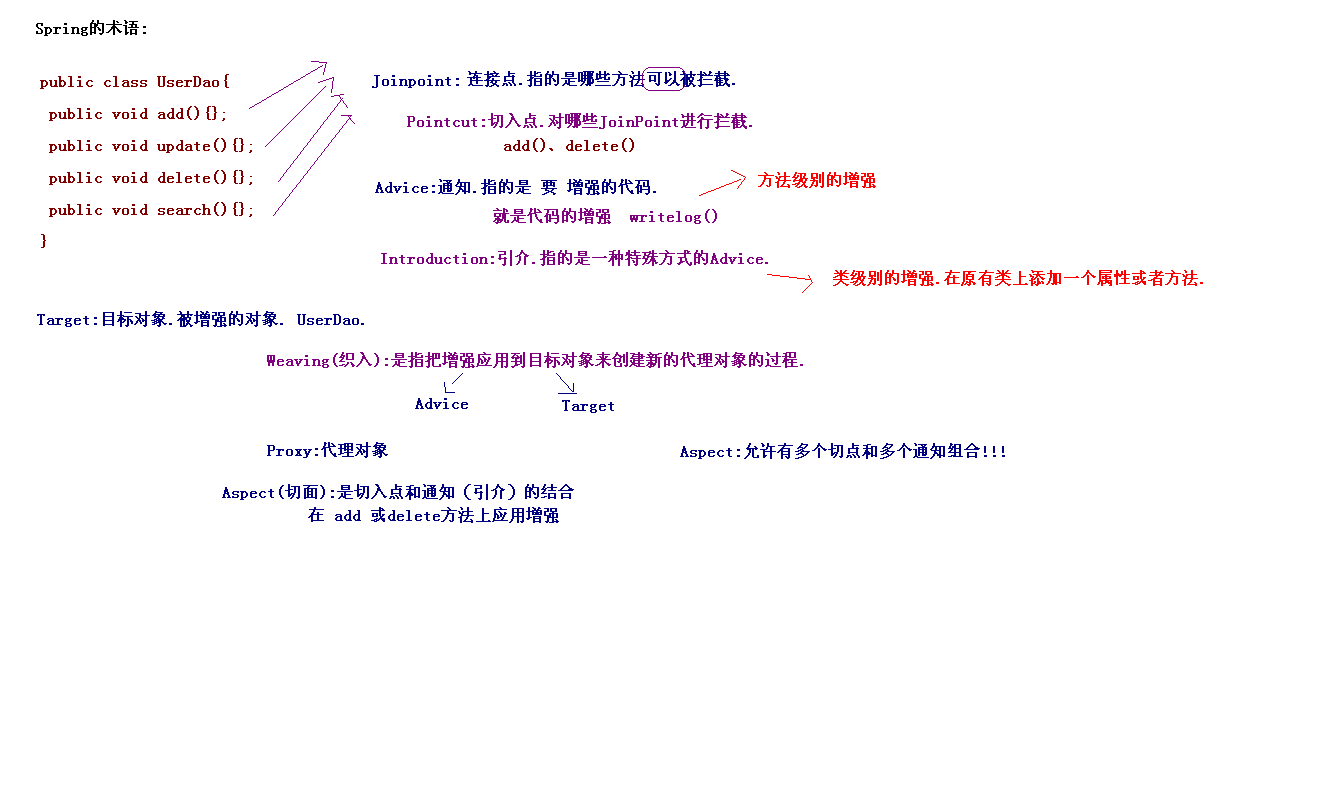 Spring的术语:
public class UserDao{
public void add(){};
public void update(){};
public void delete(){};
public void search(){};
}
Joinpoint: 连接点.指的是哪些方法可以被拦截.
Pointcut:切入点.对哪些JoinPoint进行拦截.
add()、delete()
Advice:通知.指的是 要 增强的代码.
方法级别的增强
就是代码的增强 writelog()
Introduction:引介.指的是一种特殊方式的Advice.
类级别的增强.在原有类上添加一个属性或者方法.
Target:目标对象.被增强的对象. UserDao.
Weaving(织入):是指把增强应用到目标对象来创建新的代理对象的过程.
Advice
Target
Proxy:代理对象
Aspect:允许有多个切点和多个通知组合!!!
Aspect(切面):是切入点和通知（引介）的结合
在 add 或delete方法上应用增强